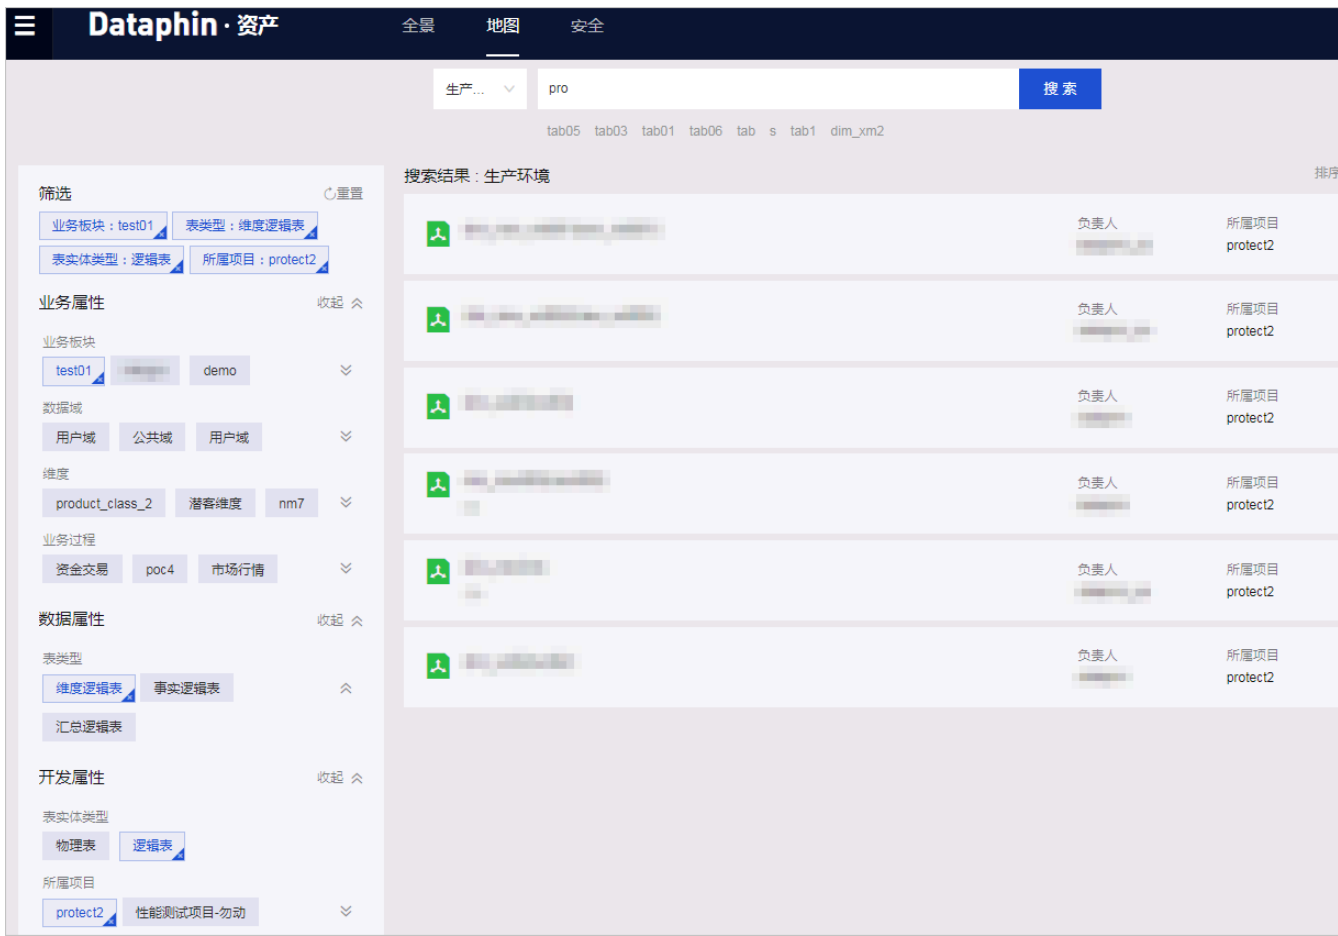 Dataphin · 资产
全景 地图 安全
生产... pro 搜 索
tab05 tab03 tab01 tab06 tab s tab1 dim_xm2
筛选 重置
业务板块：test01 表类型：维度逻辑表
表实体类型：逻辑表 所属项目：protect2
业务属性 收起
业务板块
test01 demo
数据域
用户域 公共域 用户域
维度
product_class_2 潜客维度 nm7
业务过程
资金交易 poc4 市场行情
数据属性 收起
表类型
维度逻辑表 事实逻辑表
汇总逻辑表
开发属性 收起
表实体类型
物理表 逻辑表
所属项目
protect2 性能测试项目-勿动
搜索结果 : 生产环境 排序
负责人 所属项目
protect2
负责人 所属项目
protect2
负责人 所属项目
protect2
负责人 所属项目
protect2
负责人 所属项目
protect2
负责人 所属项目
protect2